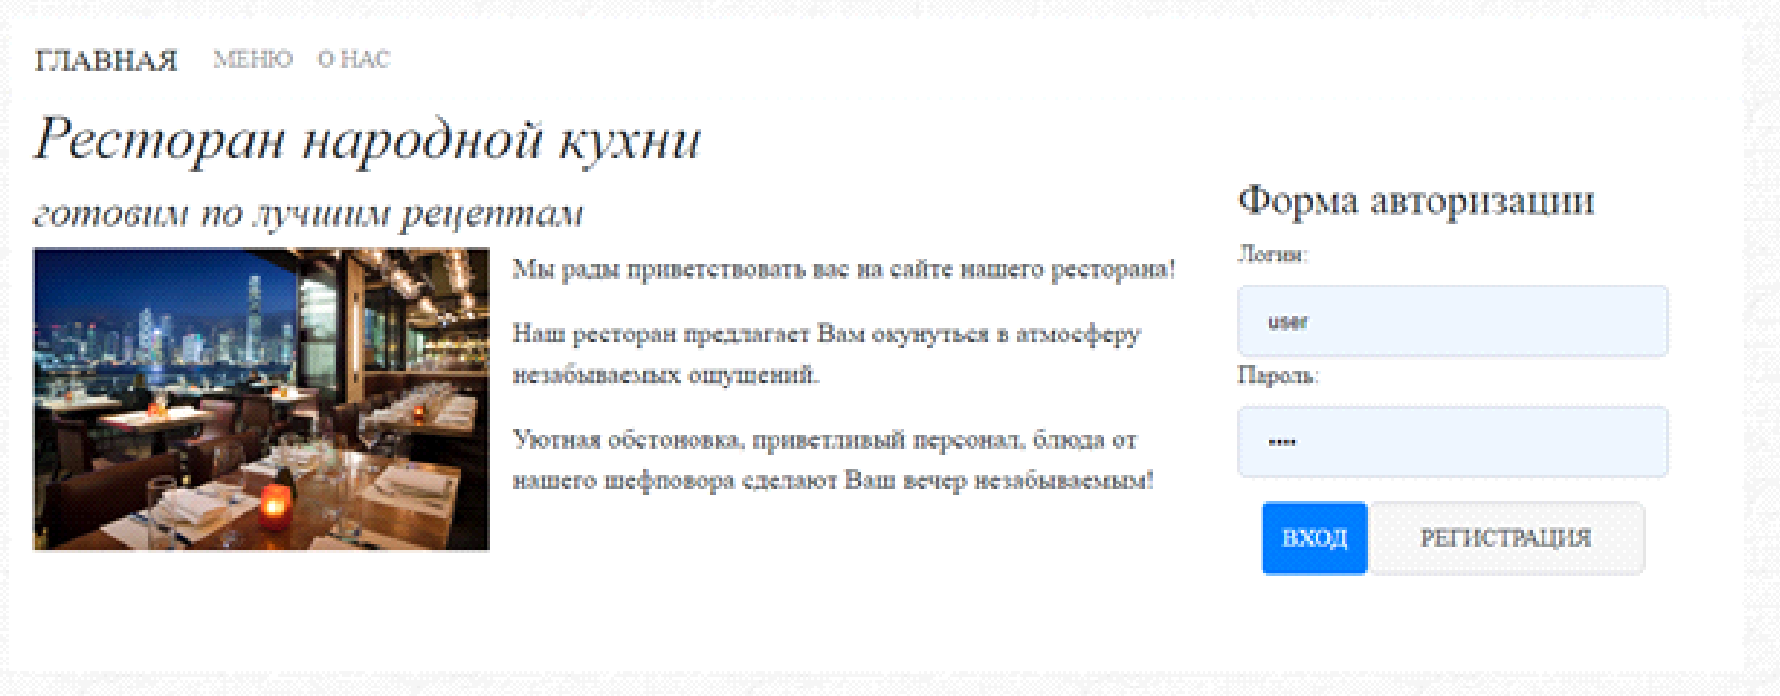 ГЛАВНАЯ МЕНЮ О НАС
Ресторан народной кухни
готовим по лучшим рецептам
Мы рады приветствовать вас на сайте нашего ресторана!
Наш ресторан предлагает Вам окунуться в атмосферу
незабываемых ощущений.
Уютная обстоновка, приветливый персонал, блюда от
нашего шефповора сделают Ваш вечер незабываемым!
Форма авторизации
Логин:
user
Пароль:
••••
ВХОД РЕГИСТРАЦИЯ